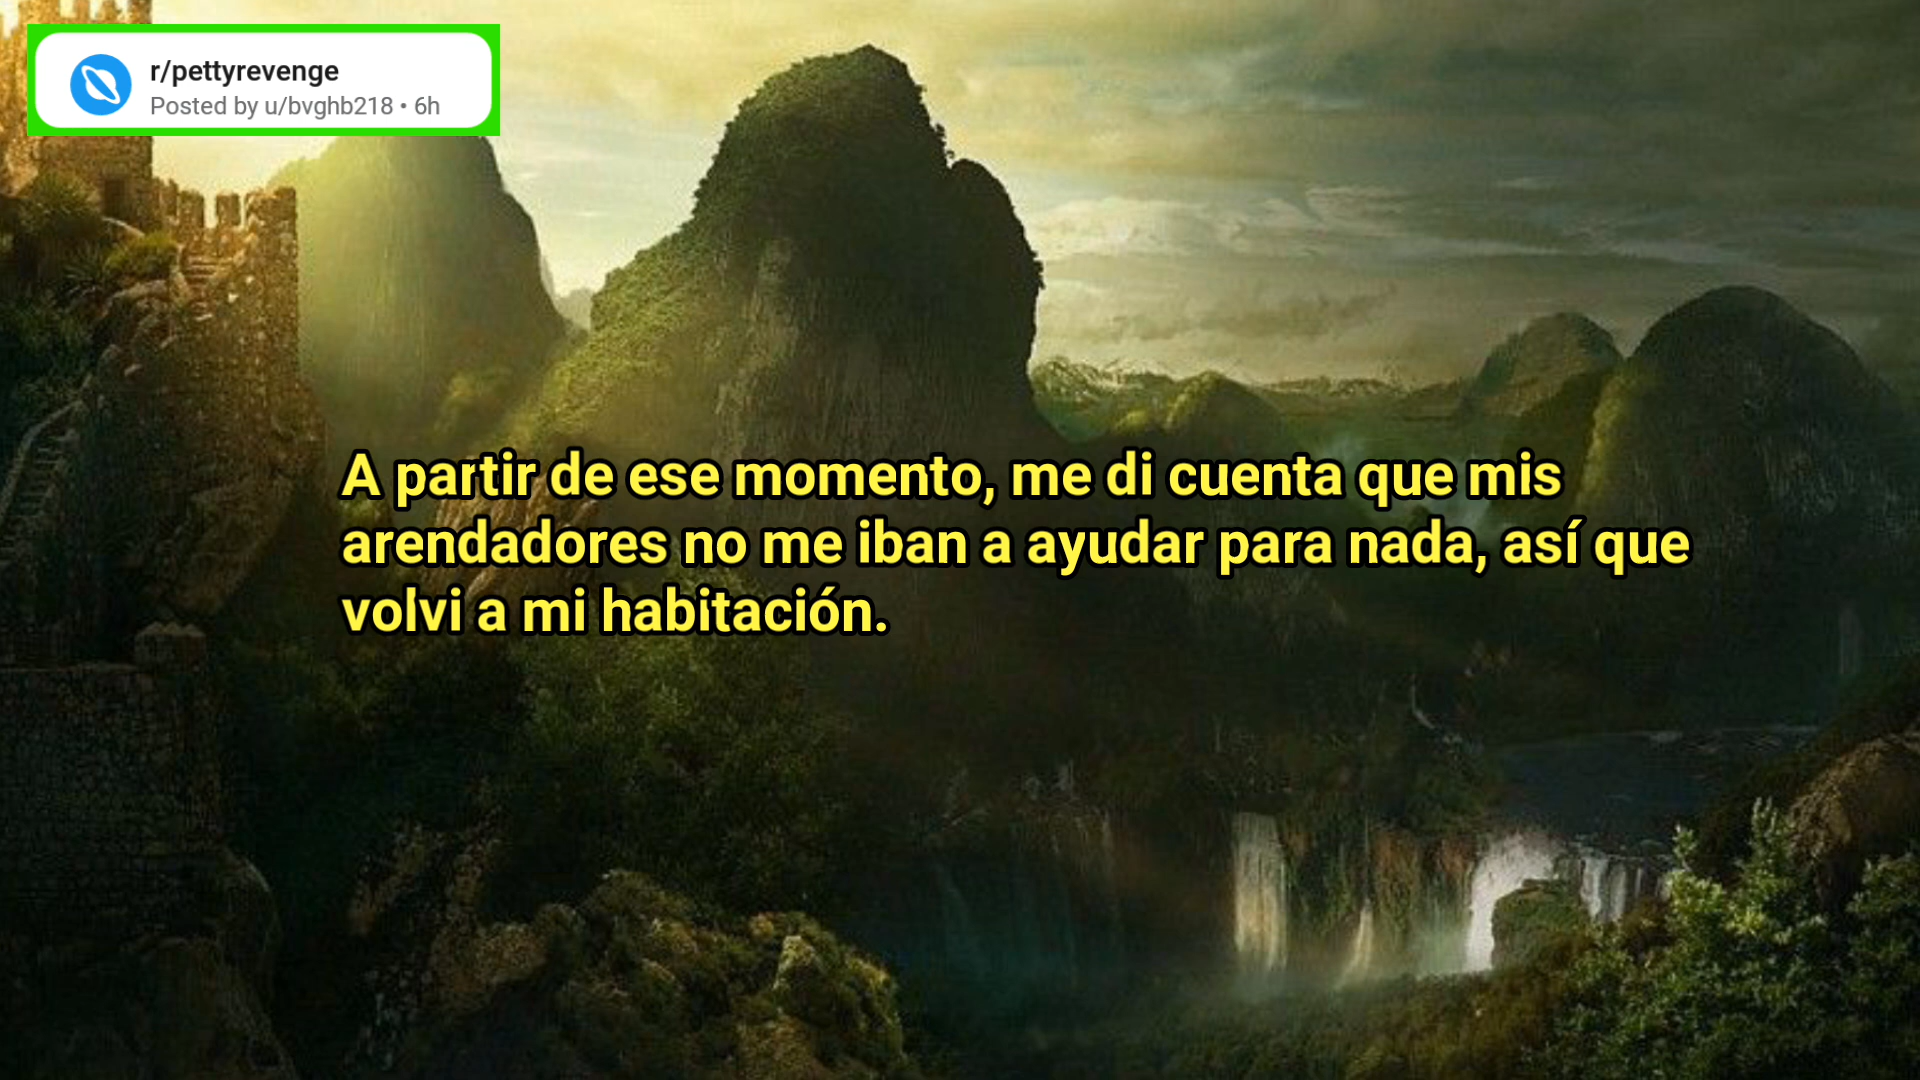 r/pettyrevenge
Posted by u/bvghb218 • 6h
A partir de ese momento, me di cuenta que mis
arendadores no me iban a ayudar para nada, así que
volvi a mi habitación.